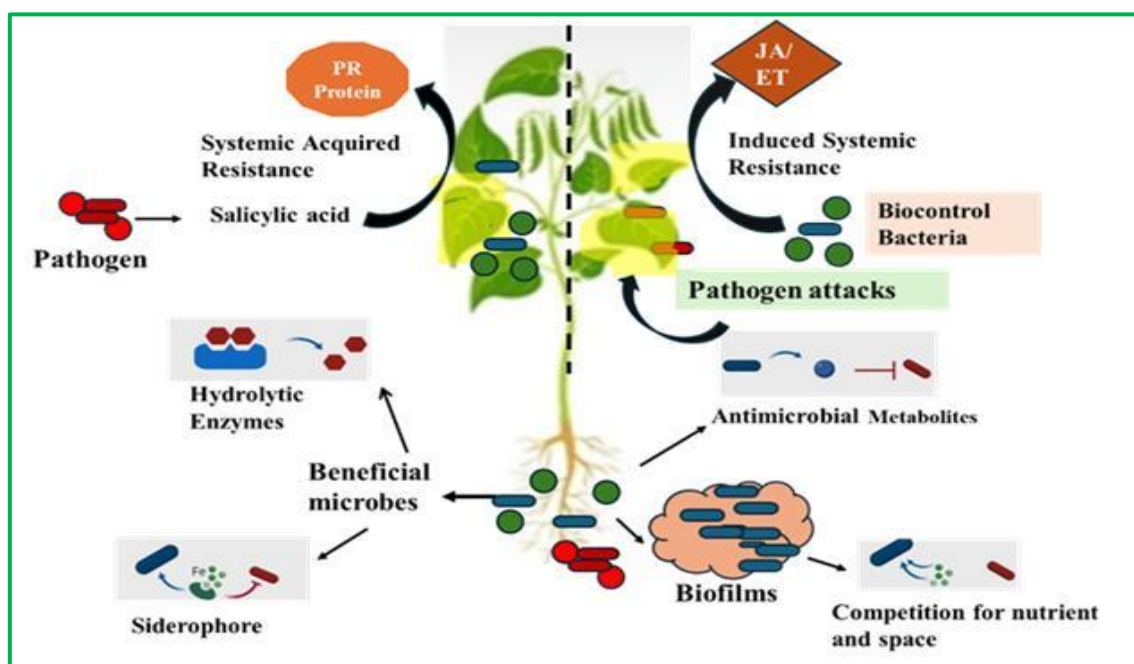 PR
Protein
JA/
ET
Systemic Acquired
Resistance
Induced Systemic
Resistance
Salicylic acid
Pathogen
Biocontrol
Bacteria
Pathogen attacks
Hydrolytic
Enzymes
Antimicrobial Metabolites
Beneficial
microbes
Fe
Siderophore
Biofilms
Competition for nutrient
and space